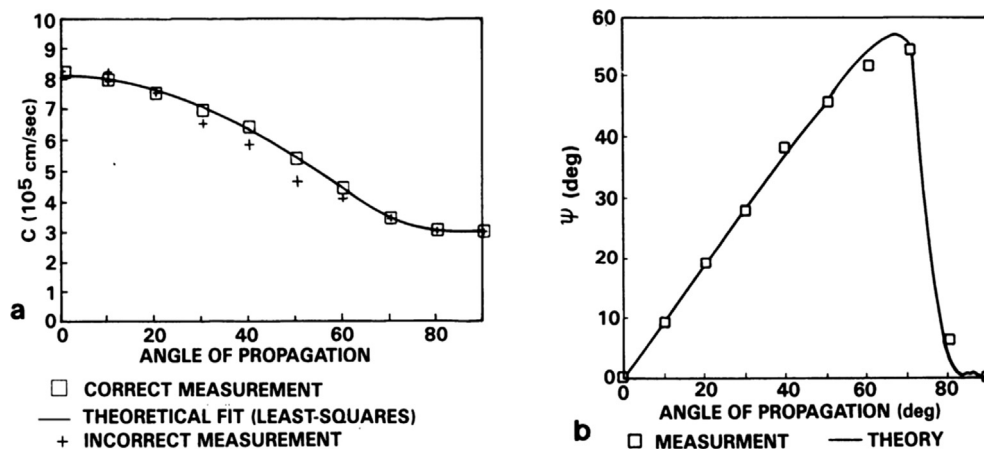 10
9
8
7
6
5
4
3
2
1
0
C (10⁵ cm/sec)
0 20 40 60 80
ANGLE OF PROPAGATION
a
□ CORRECT MEASUREMENT
— THEORETICAL FIT (LEAST-SQUARES)
+ INCORRECT MEASUREMENT
60
50
40
30
20
10
0
ψ (deg)
0 20 40 60 80
ANGLE OF PROPAGATION (deg)
b
□ MEASURMENT — THEORY